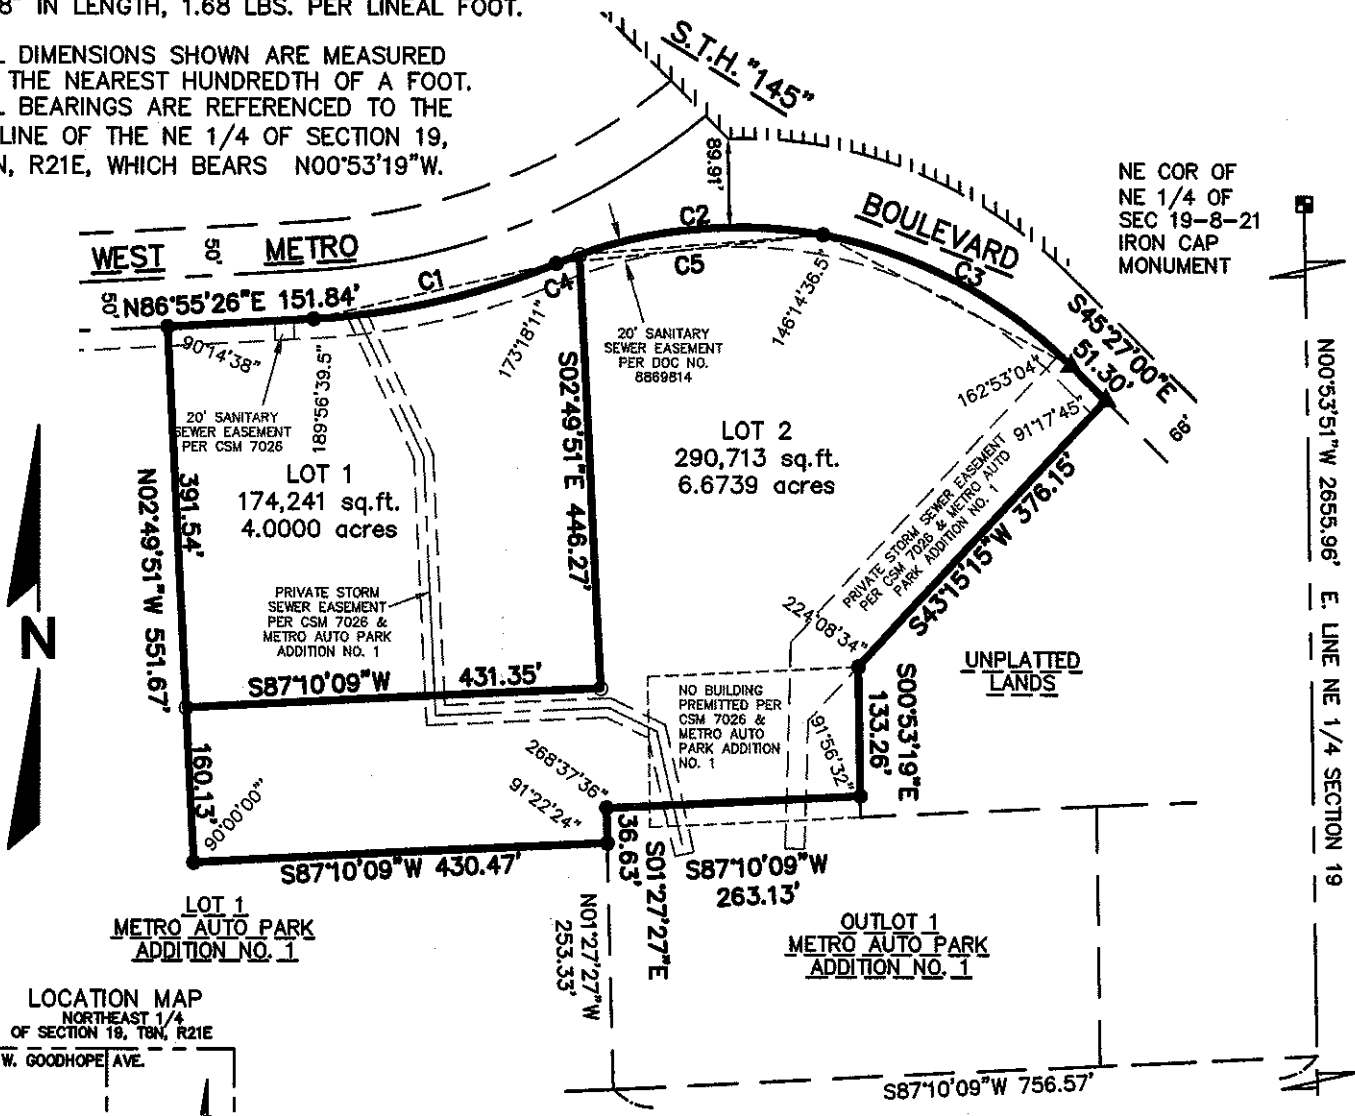 8" IN LENGTH, 1.68 LBS. PER LINEAL FOOT.
L DIMENSIONS SHOWN ARE MEASURED
THE NEAREST HUNDREDTH OF A FOOT.
L BEARINGS ARE REFERENCED TO THE
LINE OF THE NE 1/4 OF SECTION 19,
N, R21E, WHICH BEARS N00°53'19"W.
S.T.H. "145"
89.91'
NE COR OF
NE 1/4 OF
SEC 19-8-21
IRON CAP
MONUMENT
WEST METRO
BOULEVARD
50'
50'
N86°55'26"E 151.84'
C1
C4
C2
C5
C3
S45°27'00"E
51.30'
66'
90°14'38"
189°56'39.5"
173°18'11"
146°14'36.5"
162°53'04"
91°17'45"
20' SANITARY
SEWER EASEMENT
PER CSM 7026
20' SANITARY
SEWER EASEMENT
PER DOC NO.
8869814
LOT 1
174,241 sq.ft.
4.0000 acres
LOT 2
290,713 sq.ft.
6.6739 acres
N02°49'51"W 551.67'
391.54'
160.13'
S02°49'51"E 446.27'
PRIVATE STORM
SEWER EASEMENT
PER CSM 7026 &
METRO AUTO PARK
ADDITION NO. 1
PRIVATE STORM SEWER EASEMENT
PER CSM 7026 & METRO AUTO
PARK ADDITION NO. 1
S43°15'15"W 376.15'
224°08'34"
S87°10'09"W 431.35'
NO BUILDING
PREMITTED PER
CSM 7026 &
METRO AUTO
PARK ADDITION
NO. 1
91°56'32"
S00°53'19"E
133.26'
UNPLATTED
LANDS
N00°53'51"W 2655.96' E. LINE NE 1/4 SECTION 19
N
90°00'00"
268°37'36"
91°22'24"
36.63'
S01°27'27"E
S87°10'09"W 430.47'
S87°10'09"W
263.13'
N01°27'27"W
253.33'
LOT 1
METRO AUTO PARK
ADDITION NO. 1
OUTLOT 1
METRO AUTO PARK
ADDITION NO. 1
LOCATION MAP
NORTHEAST 1/4
OF SECTION 19, T8N, R21E
W. GOODHOPE AVE.
S87°10'09"W 756.57'